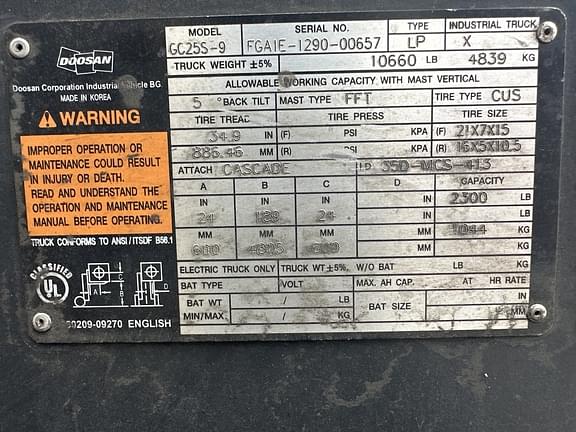 DOOSAN
Doosan Corporation Industrial Vehicle BG.
MADE IN KOREA
WARNING
IMPROPER OPERATION OR
MAINTENANCE COULD RESULT
IN INJURY OR DEATH.
READ AND UNDERSTAND THE
OPERATION AND MAINTENANCE
MANUAL BEFORE OPERATING.
TRUCK CONFORMS TO ANSI/ITSDF B56.1
CLASSIFIED
UL
A B C D
60209-09270 ENGLISH
MODEL SERIAL NO. TYPE INDUSTRIAL TRUCK
GC25S-9 FGA1E-1290-00657 LP X
TRUCK WEIGHT ±5% 10660 LB 4839 KG
ALLOWABLE WORKING CAPACITY WITH MAST VERTICAL
5 °BACK TILT MAST TYPE FFT TIRE TYPE CUS
TIRE TREAD TIRE PRESS TIRE SIZE
34.9 IN (F) PSI KPA (F) 21X7X15
886.46 MM (R) PSI KPA (R) 16X5X10.5
ATTACH CASCADE 35D-MCS-413
A B C D CAPACITY
IN IN IN IN 2300 LB
24 189 24
MM MM MM MM 1044 KG
IN LB
MM KG
ELECTRIC TRUCK ONLY TRUCK WT±5%, W/O BAT LB KG
BAT TYPE VOLT MAX. AH CAP. AT HR RATE
BAT WT / LB BAT SIZE IN
MIN/MAX / KG MM